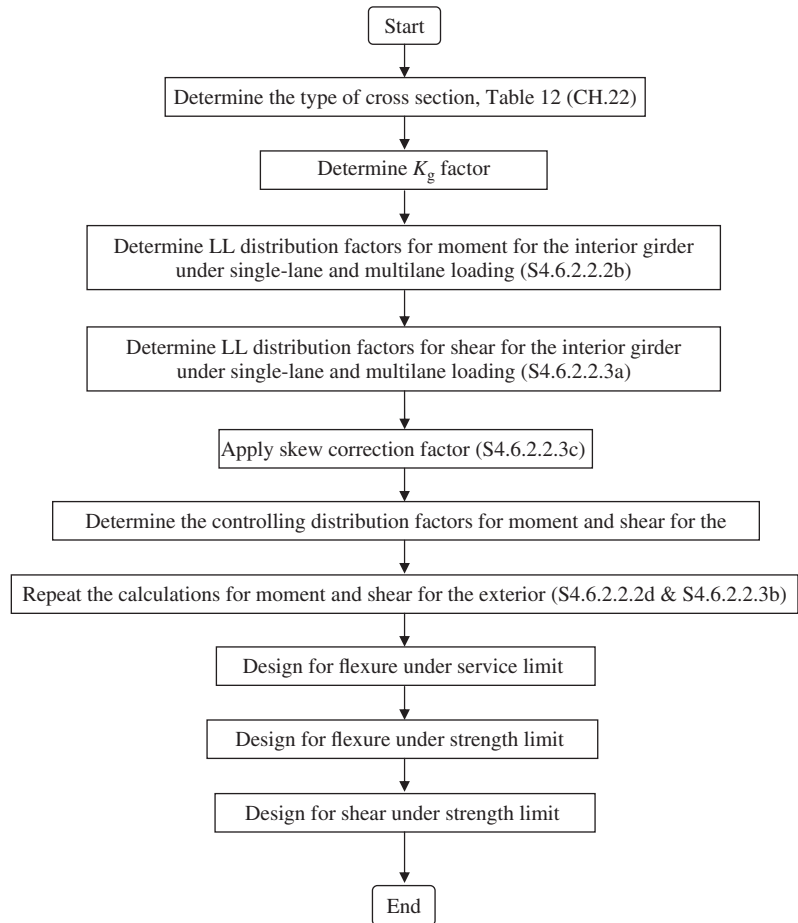 Start
Determine the type of cross section, Table 12 (CH.22)
Determine Kg factor
Determine LL distribution factors for moment for the interior girder
under single-lane and multilane loading (S4.6.2.2.2b)
Determine LL distribution factors for shear for the interior girder
under single-lane and multilane loading (S4.6.2.2.3a)
Apply skew correction factor (S4.6.2.2.3c)
Determine the controlling distribution factors for moment and shear for the
Repeat the calculations for moment and shear for the exterior (S4.6.2.2.2d & S4.6.2.2.3b)
Design for flexure under service limit
Design for flexure under strength limit
Design for shear under strength limit
End